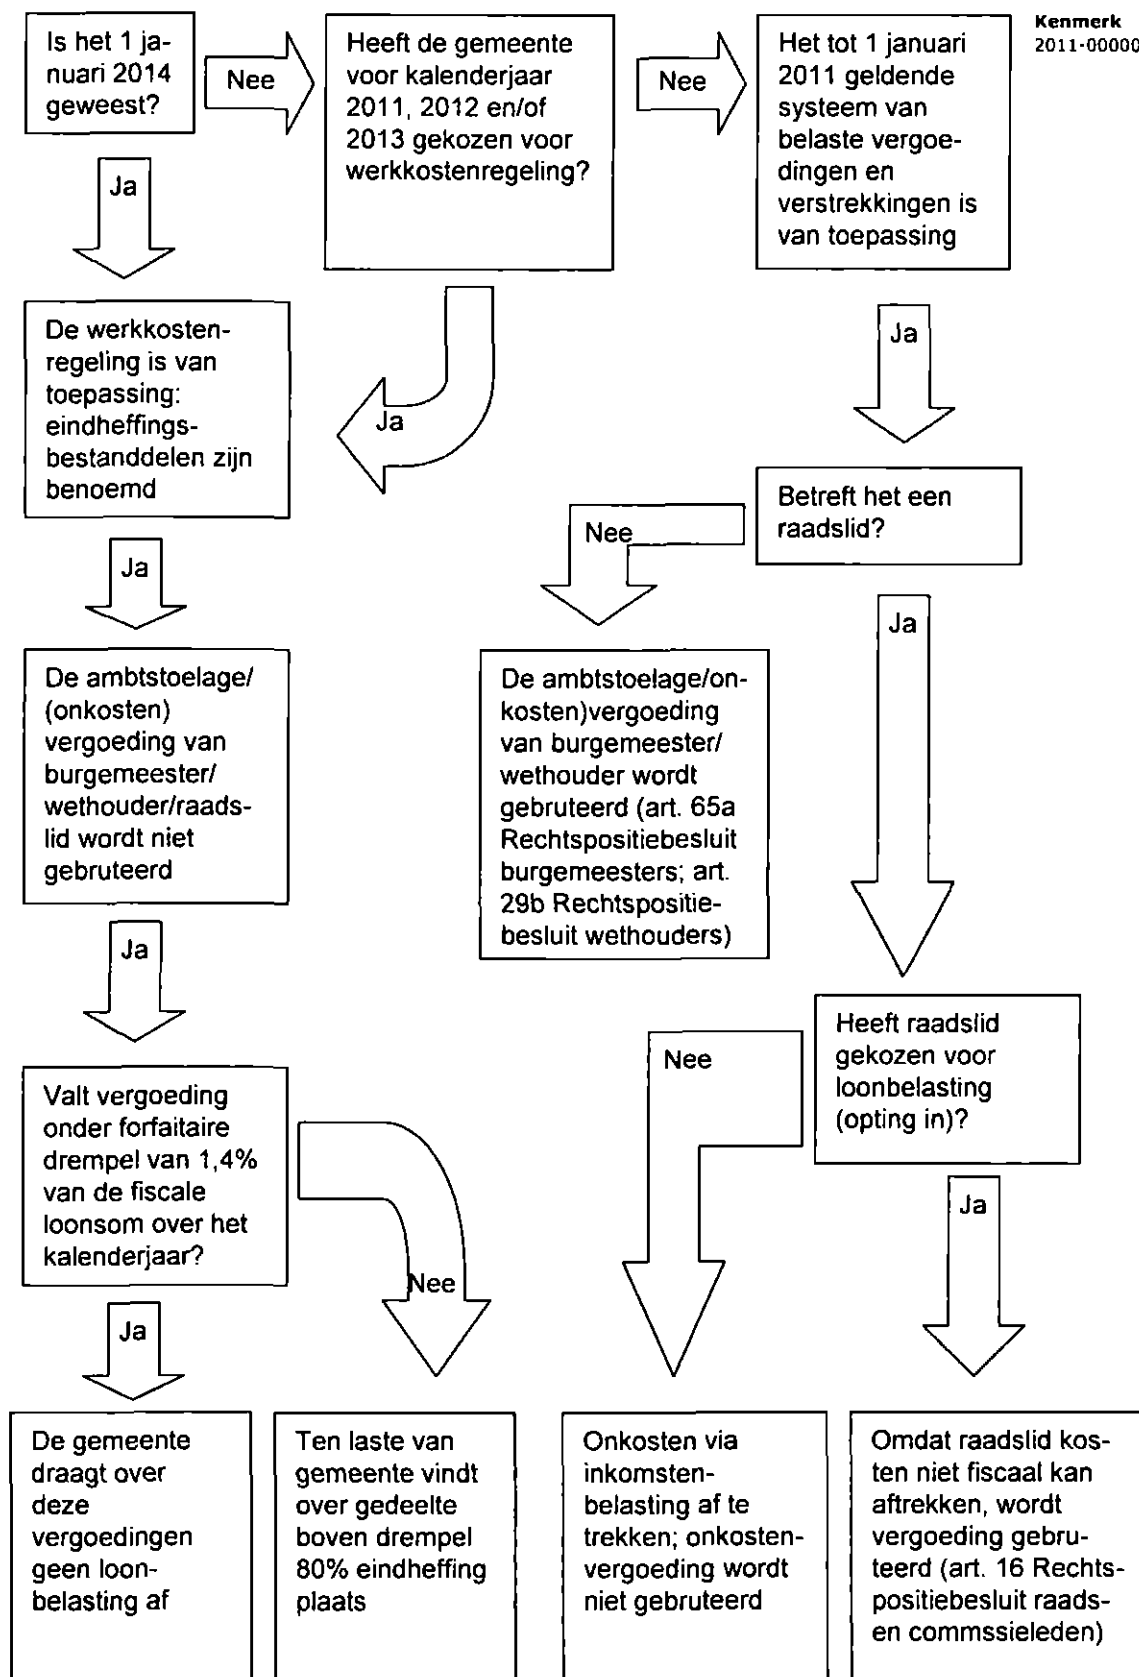 Kenmerk
2011-00000
Is het 1 ja-
nuari 2014
geweest?
Nee
Heeft de gemeente
voor kalenderjaar
2011, 2012 en/of
2013 gekozen voor
werkkostenregeling?
Nee
Het tot 1 januari
2011 geldende
systeem van
belaste vergoe-
dingen en
verstrekkingen is
van toepassing
Ja
Ja
Ja
De werkkosten-
regeling is van
toepassing:
eindheffings-
bestanddelen zijn
benoemd
Betreft het een
raadslid?
Nee
Ja
Ja
De ambtstoelage/
(onkosten)
vergoeding van
burgemeester/
wethouder/raads-
lid wordt niet
gebruteerd
De ambtstoelage/on-
kosten)vergoeding
van burgemeester/
wethouder wordt
gebruteerd (art. 65a
Rechtspositiebesluit
burgemeesters; art.
29b Rechtspositie-
besluit wethouders)
Ja
Heeft raadslid
gekozen voor
loonbelasting
(opting in)?
Nee
Ja
Valt vergoeding
onder forfaitaire
drempel van 1,4%
van de fiscale
loonsom over het
kalenderjaar?
Nee
Ja
De gemeente
draagt over
deze
vergoedingen
geen loon-
belasting af
Ten laste van
gemeente vindt
over gedeelte
boven drempel
80% eindheffing
plaats
Onkosten via
inkomsten-
belasting af te
trekken; onkosten-
vergoeding wordt
niet gebruteerd
Omdat raadslid kos-
ten niet fiscaal kan
aftrekken, wordt
vergoeding gebru-
teerd (art. 16 Rechts-
positiebesluit raads-
en commssieleden)